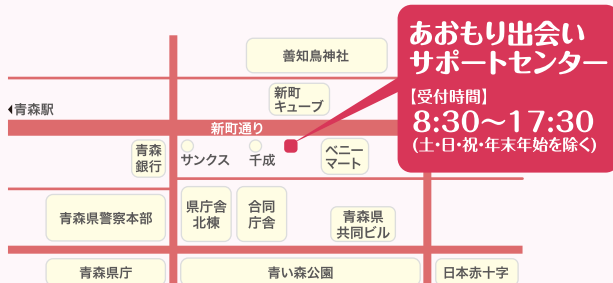 あおもり出会い
サポートセンター
【受付時間】
8:30〜17:30
(土・日・祝・年末年始を除く)
善知鳥神社
新町
キューブ
青森駅
新町通り
青森
銀行
サンクス
千成
ベニー
マート
青森県警察本部
県庁舎
北棟
合同
庁舎
青森県
共同ビル
青森県庁
青い森公園
日本赤十字